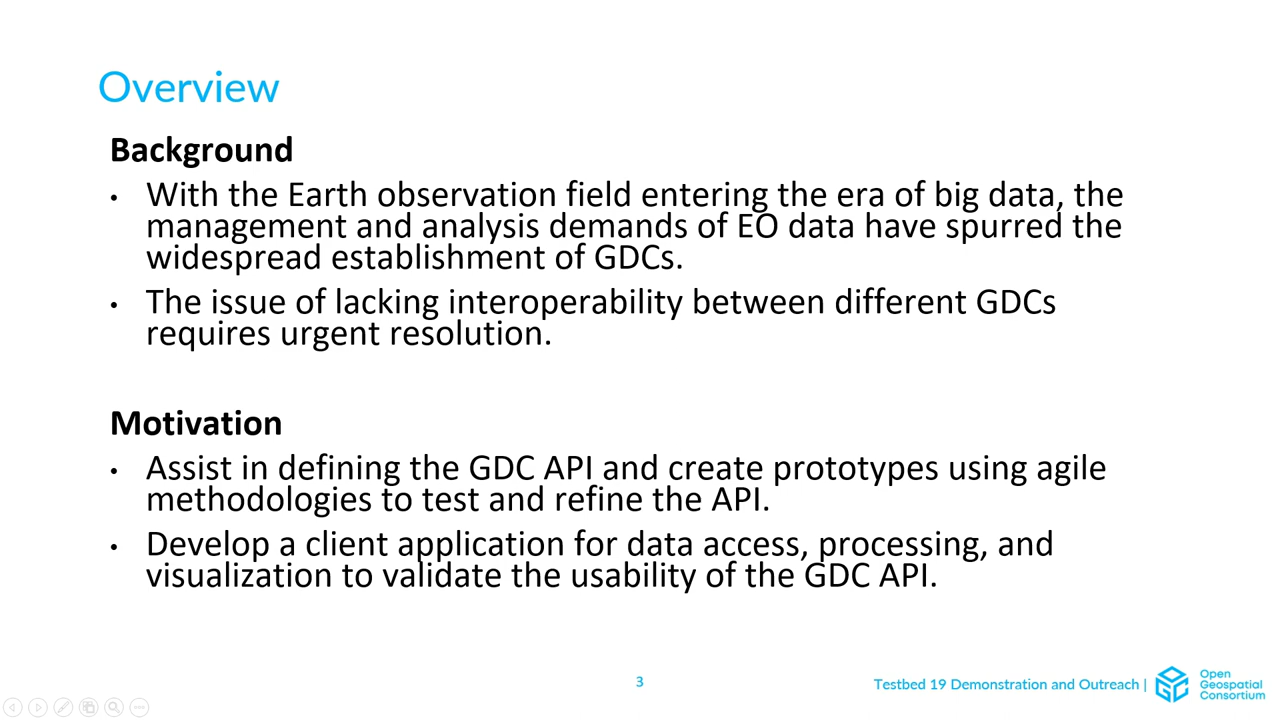 Overview
Background
• With the Earth observation field entering the era of big data, the
management and analysis demands of EO data have spurred the
widespread establishment of GDCs.
• The issue of lacking interoperability between different GDCs
requires urgent resolution.
Motivation
• Assist in defining the GDC API and create prototypes using agile
methodologies to test and refine the API.
• Develop a client application for data access, processing, and
visualization to validate the usability of the GDC API.
3
Testbed 19 Demonstration and Outreach |
Open
Geospatial
Consortium